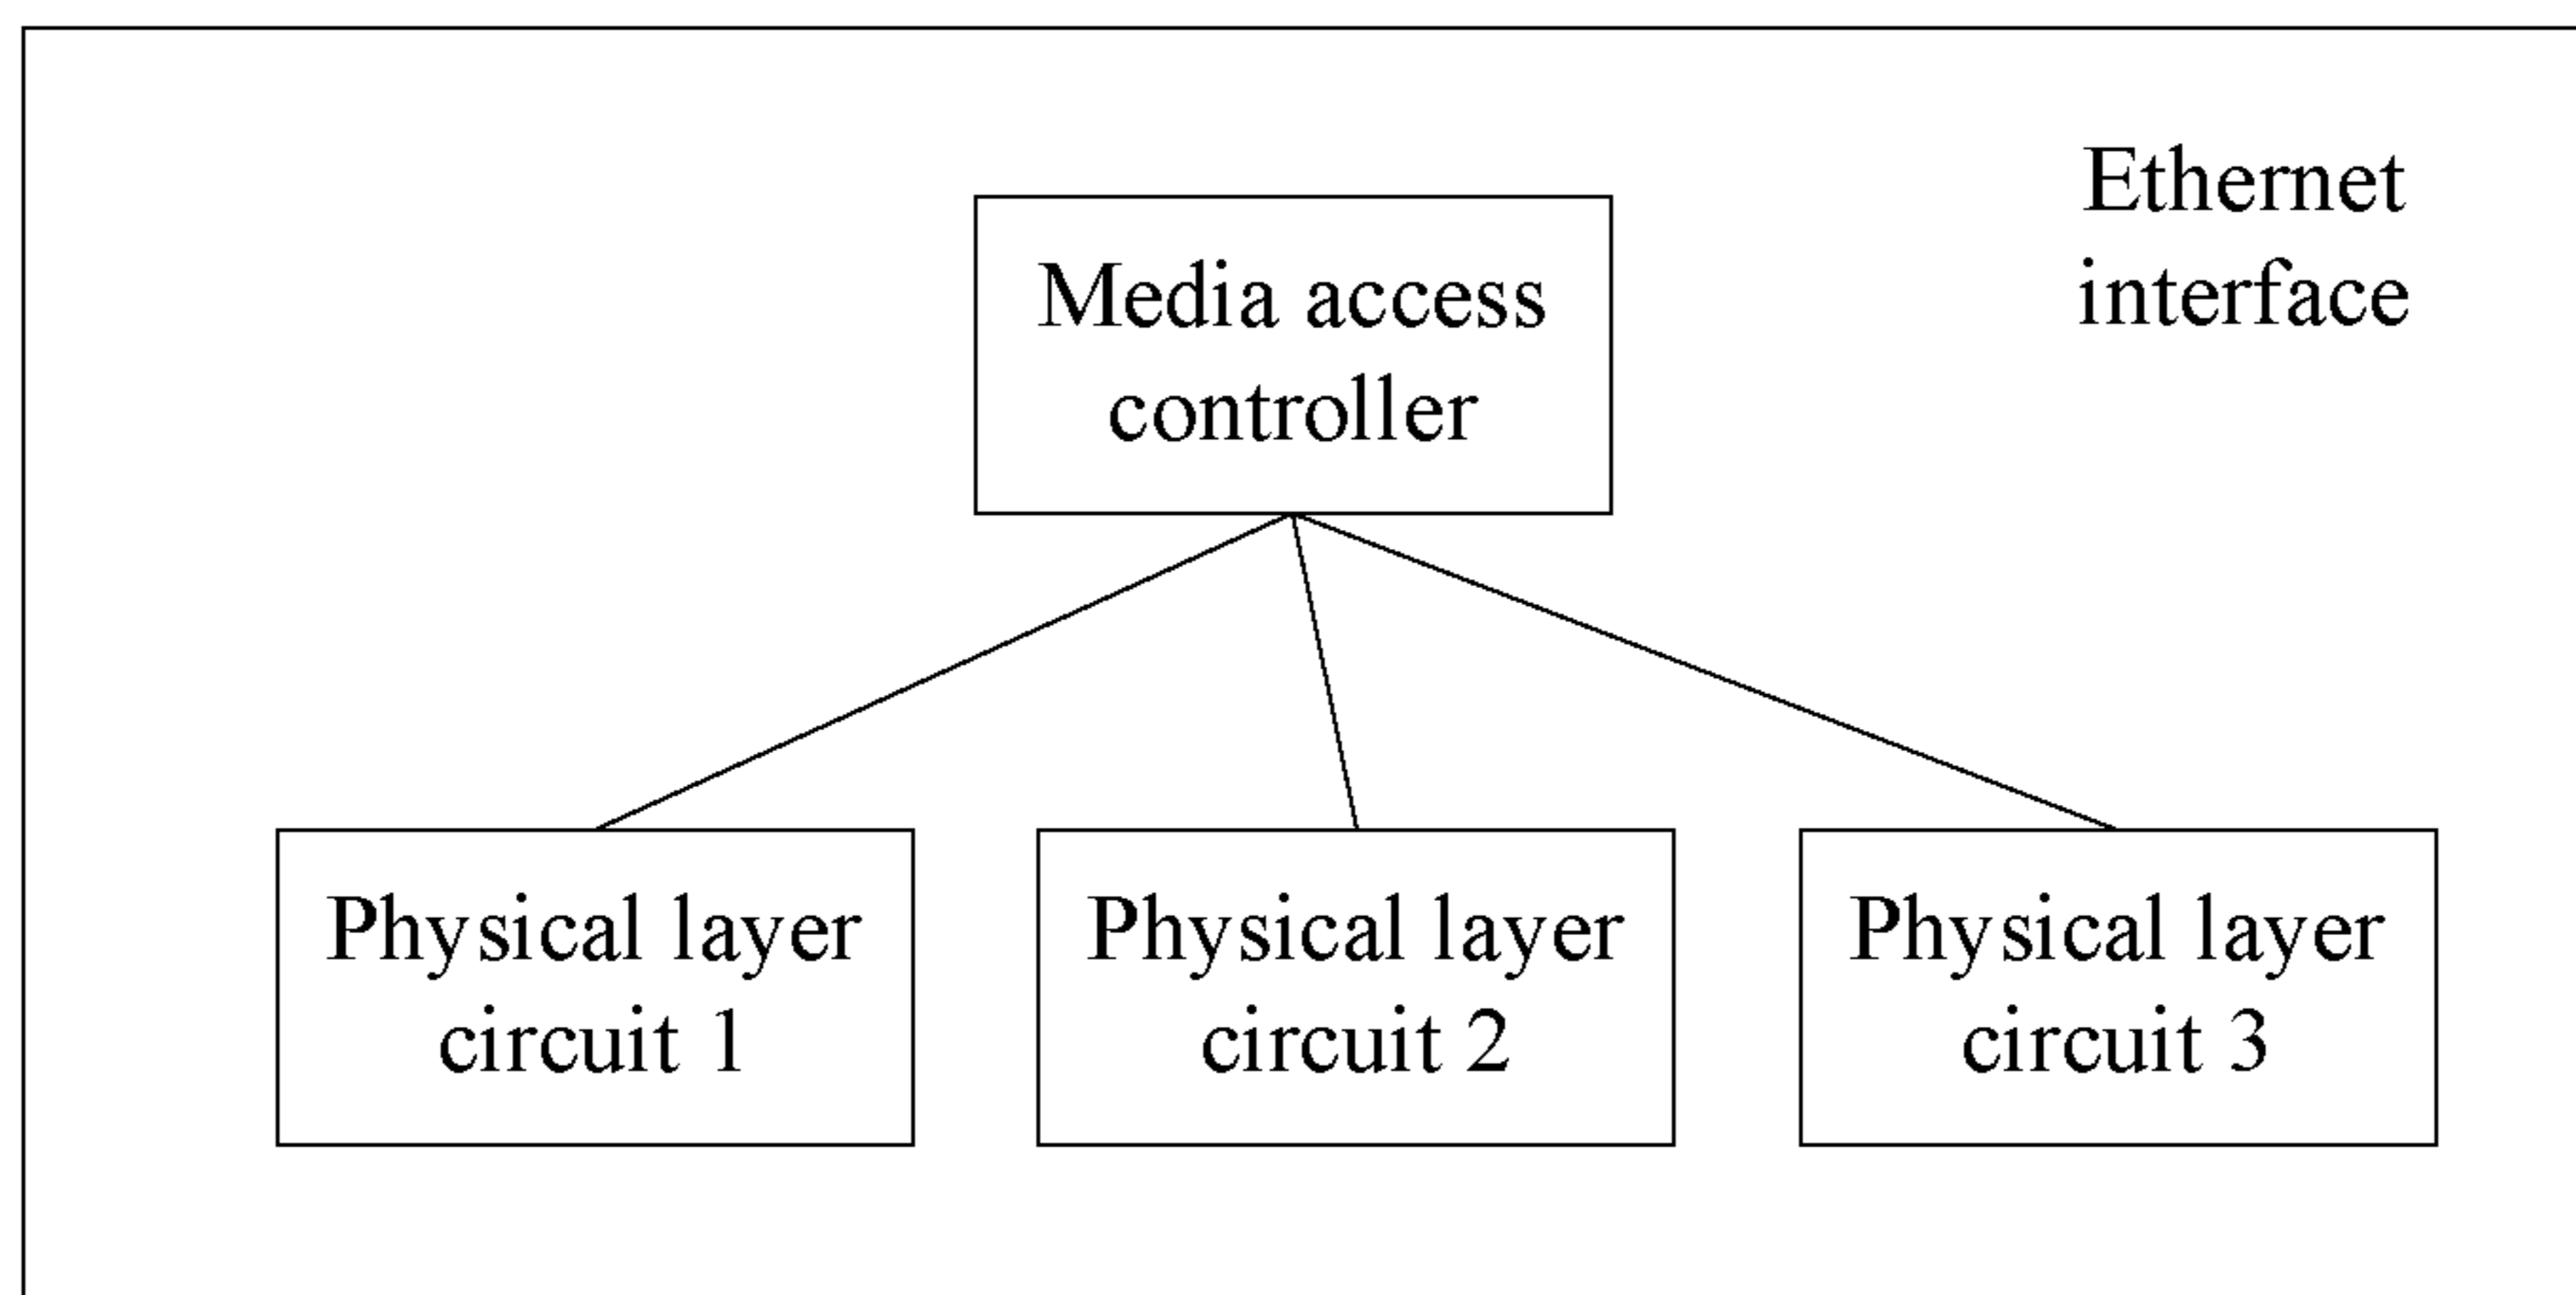 Ethernet
interface
Media access
controller
Physical layer
circuit 1
Physical layer
circuit 2
Physical layer
circuit 3